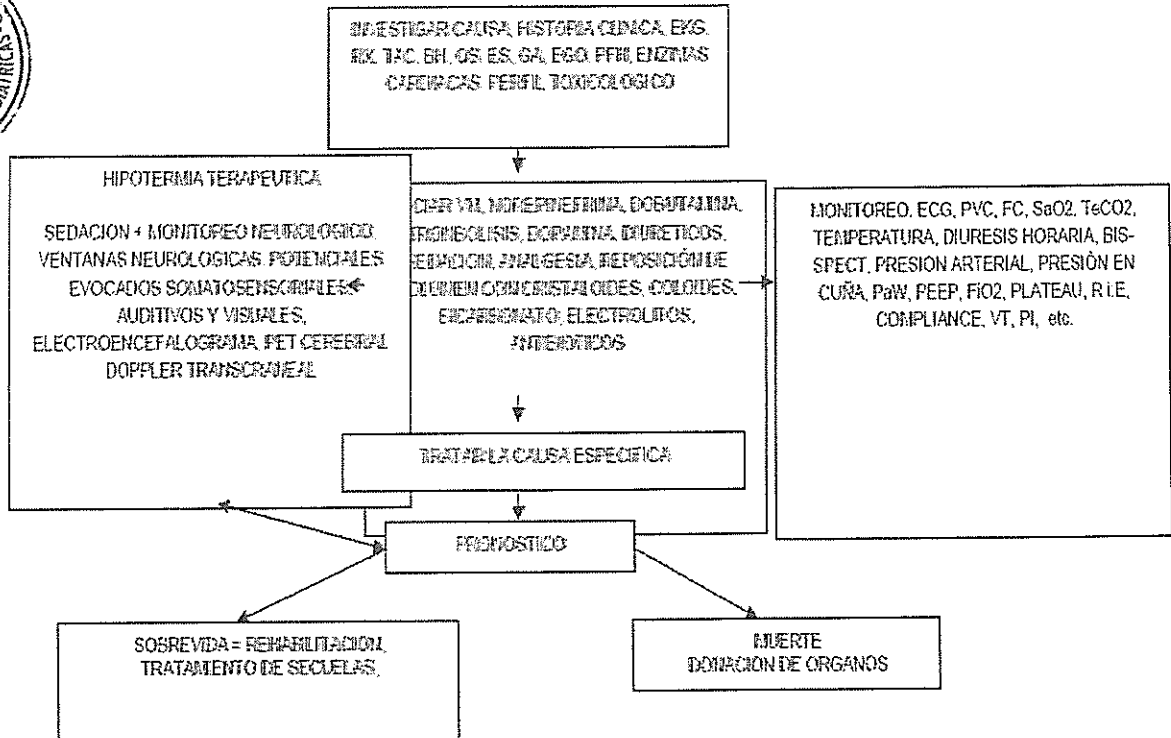 INVESTIGAR CAUSA, HISTORIA CLINICA, EKG.
RX, TAC, BH, QS, ES, GA, EGO, PFH, ENZIMAS
CARDIACAS, PERFIL TOXICOLOGICO
HIPOTERMIA TERAPEUTICA
SEDACION + MONITOREO NEUROLOGICO,
VENTANAS NEUROLOGICAS, POTENCIALES
EVOCADOS SOMATOSENSORIALES,
AUDITIVOS Y VISUALES,
ELECTROENCEFALOGRAMA, PET CEREBRAL
DOPPLER TRANSCRANEAL
VM, NOREPINEFRINA, DOBUTAMINA,
DOPAMINA, DIURETICOS,
ANALGESIA, REPOSICIÓN DE
CON CRISTALOIDES, COLOIDES,
BICARBONATO, ELECTROLITOS,
ANTIBIOTICOS
MONITOREO, ECG, PVC, FC, SaO2, TeCO2,
TEMPERATURA, DIURESIS HORARIA, BIS-
SPECT, PRESION ARTERIAL, PRESIÒN EN
CUÑA, PaW, PEEP, FiO2, PLATEAU, R i:E,
COMPLIANCE, VT, PI, etc.
TRATAR LA CAUSA ESPECIFICA
PRONOSTICO
SOBREVIDA = REHABILITACION,
TRATAMIENTO DE SECUELAS,
MUERTE
DONACION DE ORGANOS